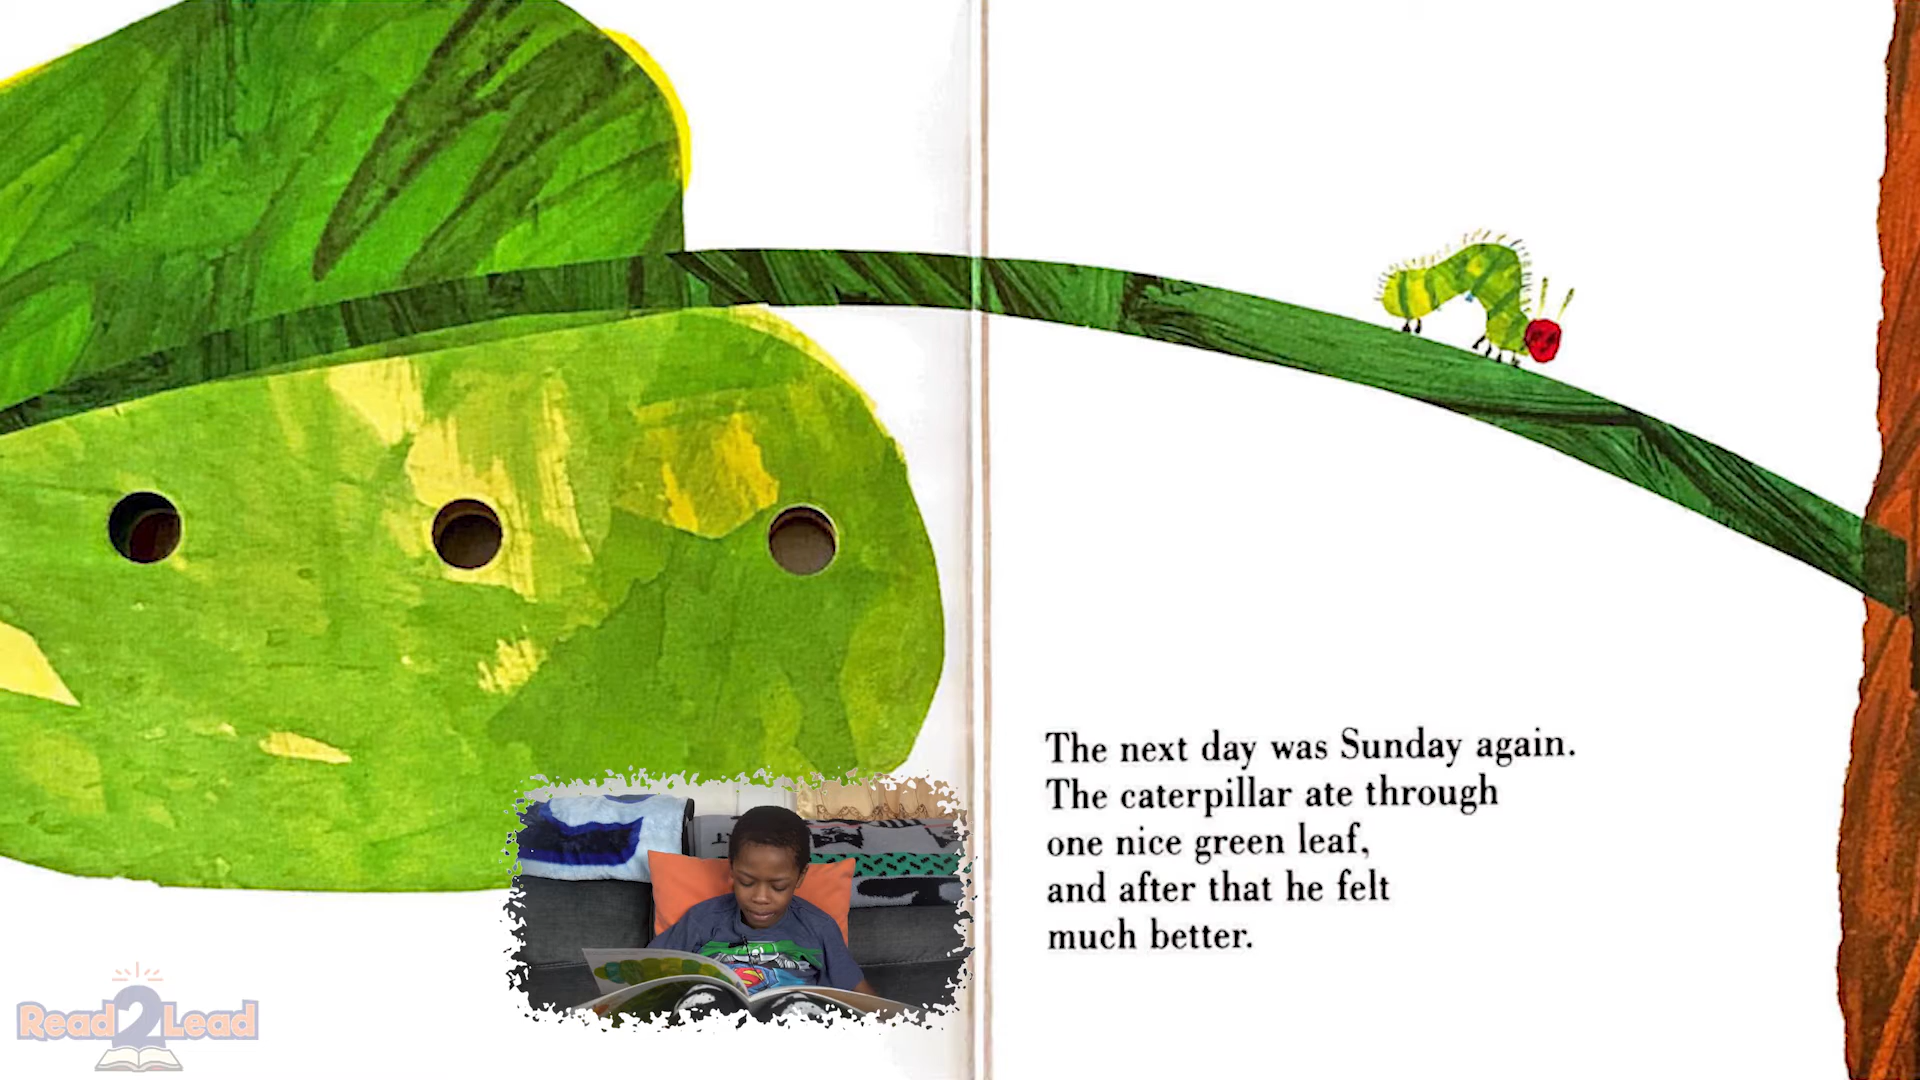 The next day was Sunday again.
The caterpillar ate through
one nice green leaf,
and after that he felt
much better.
Read2Lead